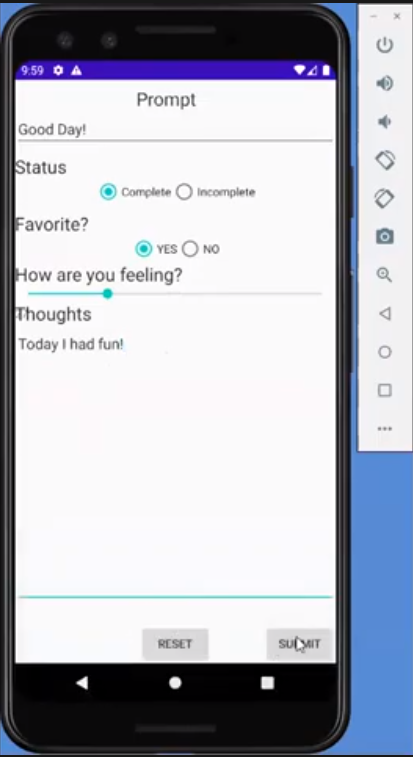 9:59
Prompt
Good Day!
Status
Complete Incomplete
Favorite?
YES NO
How are you feeling?
Thoughts
Today I had fun!
RESET SUBMIT